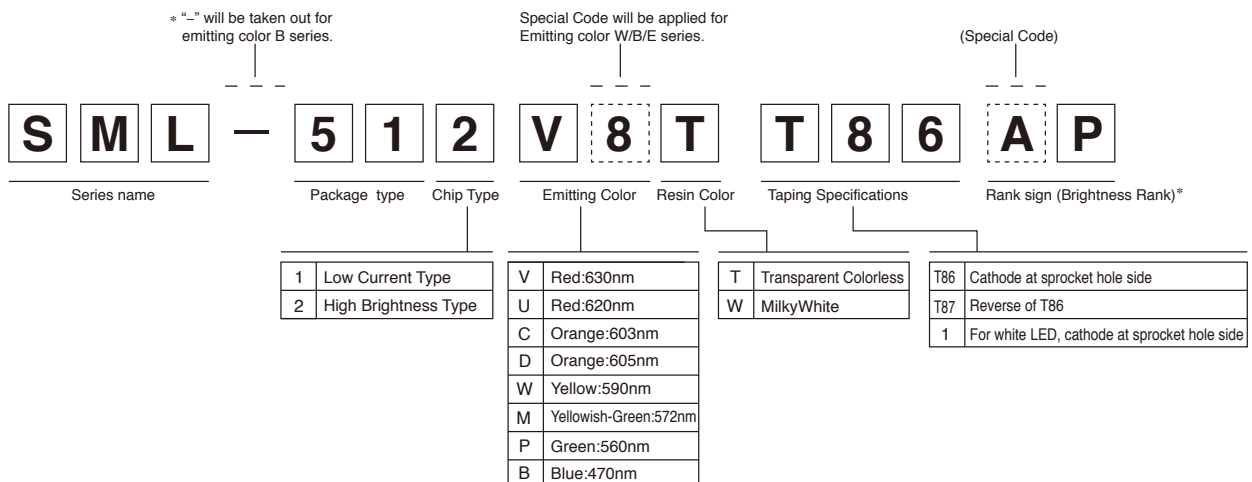 * “–” will be taken out for
emitting color B series.
Special Code will be applied for
Emitting color W/B/E series.
(Special Code)
S M L — 5 1 2 V 8 T T 8 6 A P
Series name
Package type
Chip Type
Emitting Color
Resin Color
Taping Specifications
Rank sign (Brightness Rank)*
1 Low Current Type
2 High Brightness Type
V Red:630nm
U Red:620nm
C Orange:603nm
D Orange:605nm
W Yellow:590nm
M Yellowish-Green:572nm
P Green:560nm
B Blue:470nm
T Transparent Colorless
W MilkyWhite
T86 Cathode at sprocket hole side
T87 Reverse of T86
1 For white LED, cathode at sprocket hole side